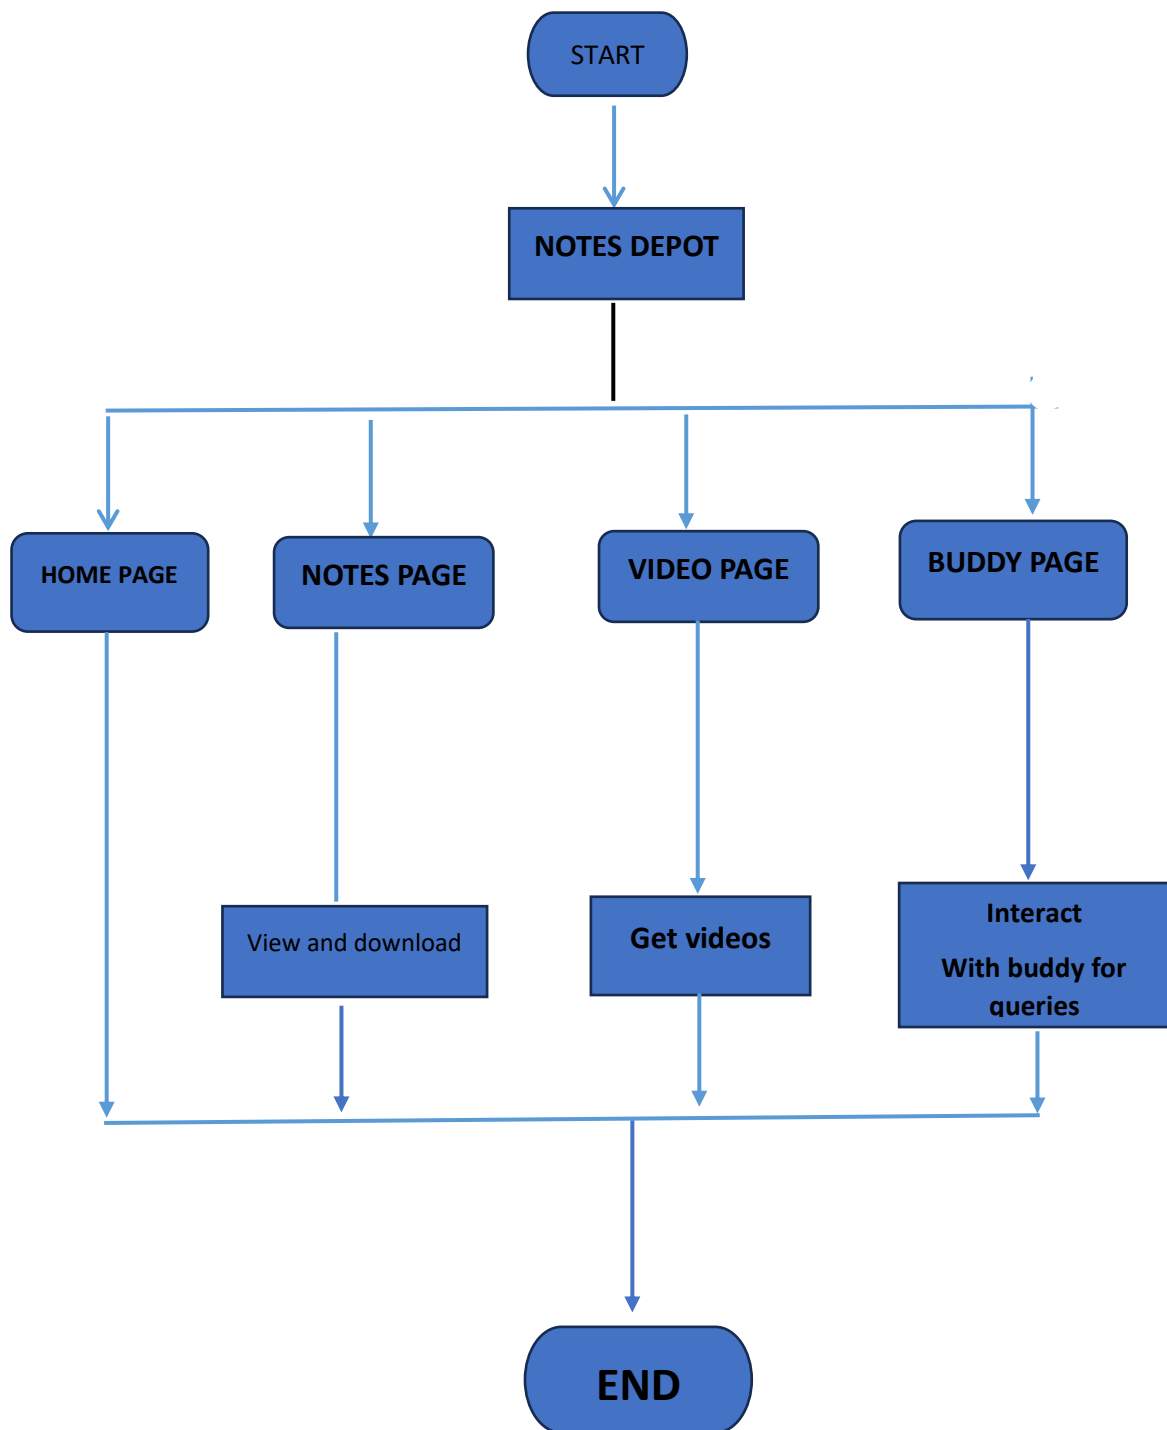 START
NOTES DEPOT
HOME PAGE
NOTES PAGE
VIDEO PAGE
BUDDY PAGE
View and download
Get videos
Interact
With buddy for
queries
END